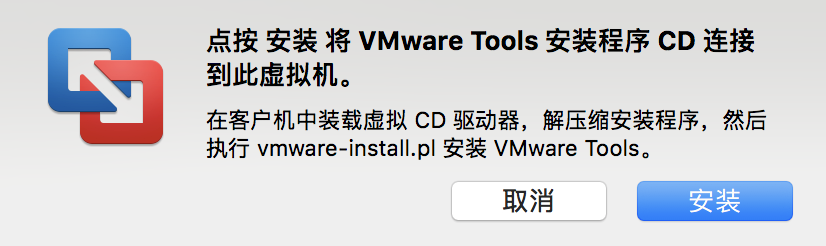 点按 安装 将 VMware Tools 安装程序 CD 连接
到此虚拟机。
在客户机中装载虚拟 CD 驱动器，解压缩安装程序，然后
执行 vmware-install.pl 安装 VMware Tools。
取消
安装